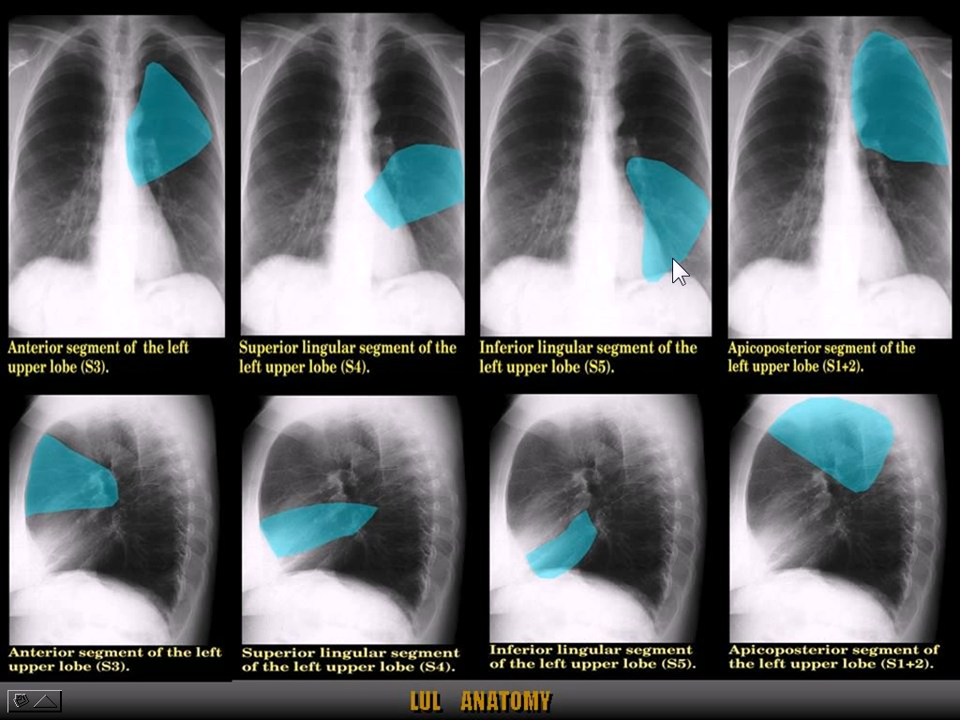 Anterior segment of the left
upper lobe (S3).
Superior lingular segment of the
left upper lobe (S4).
Inferior lingular segment of the
left upper lobe (S5).
Apicoposterior segment of the
left upper lobe (S1+2).
Anterior segment of the left
upper lobe (S3).
Superior lingular segment
of the left upper lobe (S4).
Inferior lingular segment
of the left upper lobe (S5).
Apicoposterior segment of
the left upper lobe (S1+2).
LUL ANATOMY